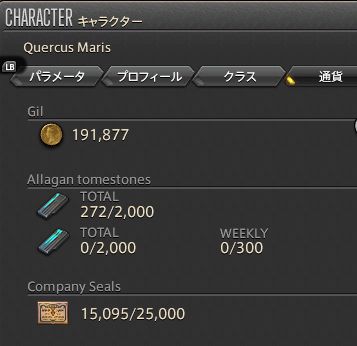 CHARACTER キャラクター
Quercus Maris
LB パラメータ プロフィール クラス 通貨
Gil
191,877
Allagan tomestones
TOTAL
272/2,000
TOTAL WEEKLY
0/2,000 0/300
Company Seals
15,095/25,000